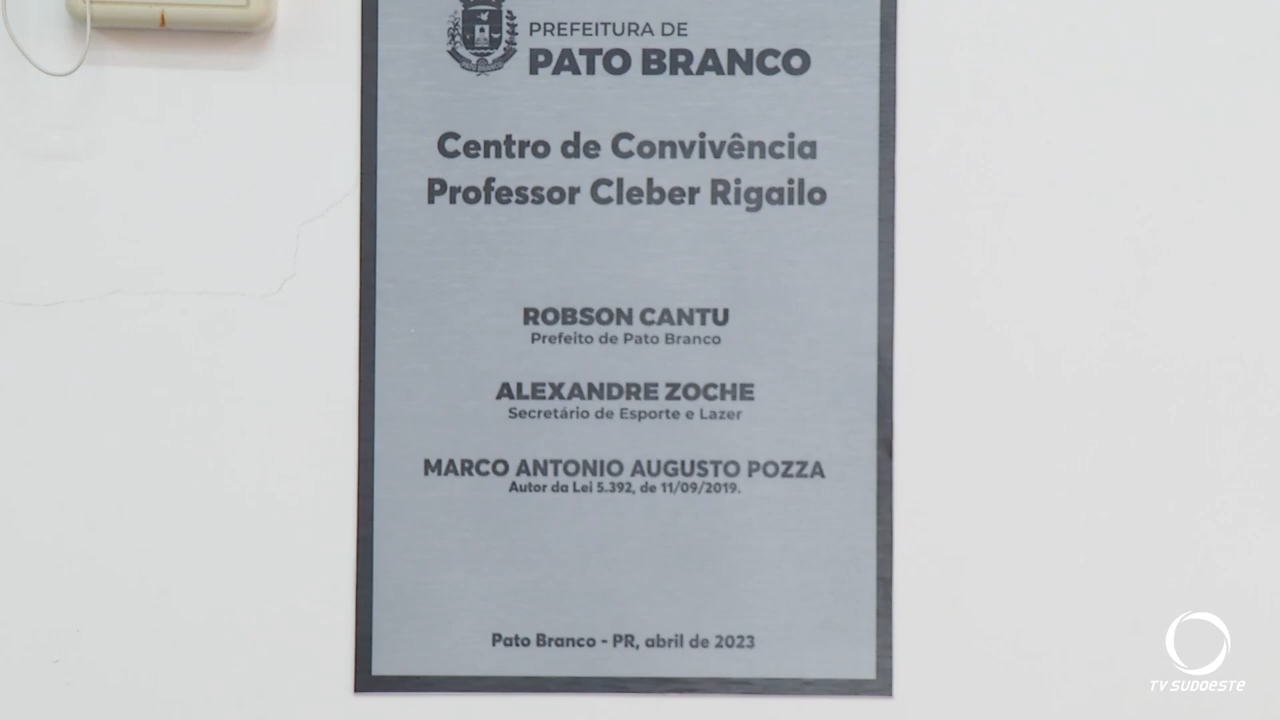 PREFEITURA DE
PATO BRANCO
Centro de Convivência
Professor Cleber Rigailo
ROBSON CANTU
Prefeito de Pato Branco
ALEXANDRE ZOCHE
Secretário de Esporte e Lazer
MARCO ANTONIO AUGUSTO POZZA
Autor da Lei 5.392, de 11/09/2019.
Pato Branco - PR, abril de 2023
TV SUDOESTE